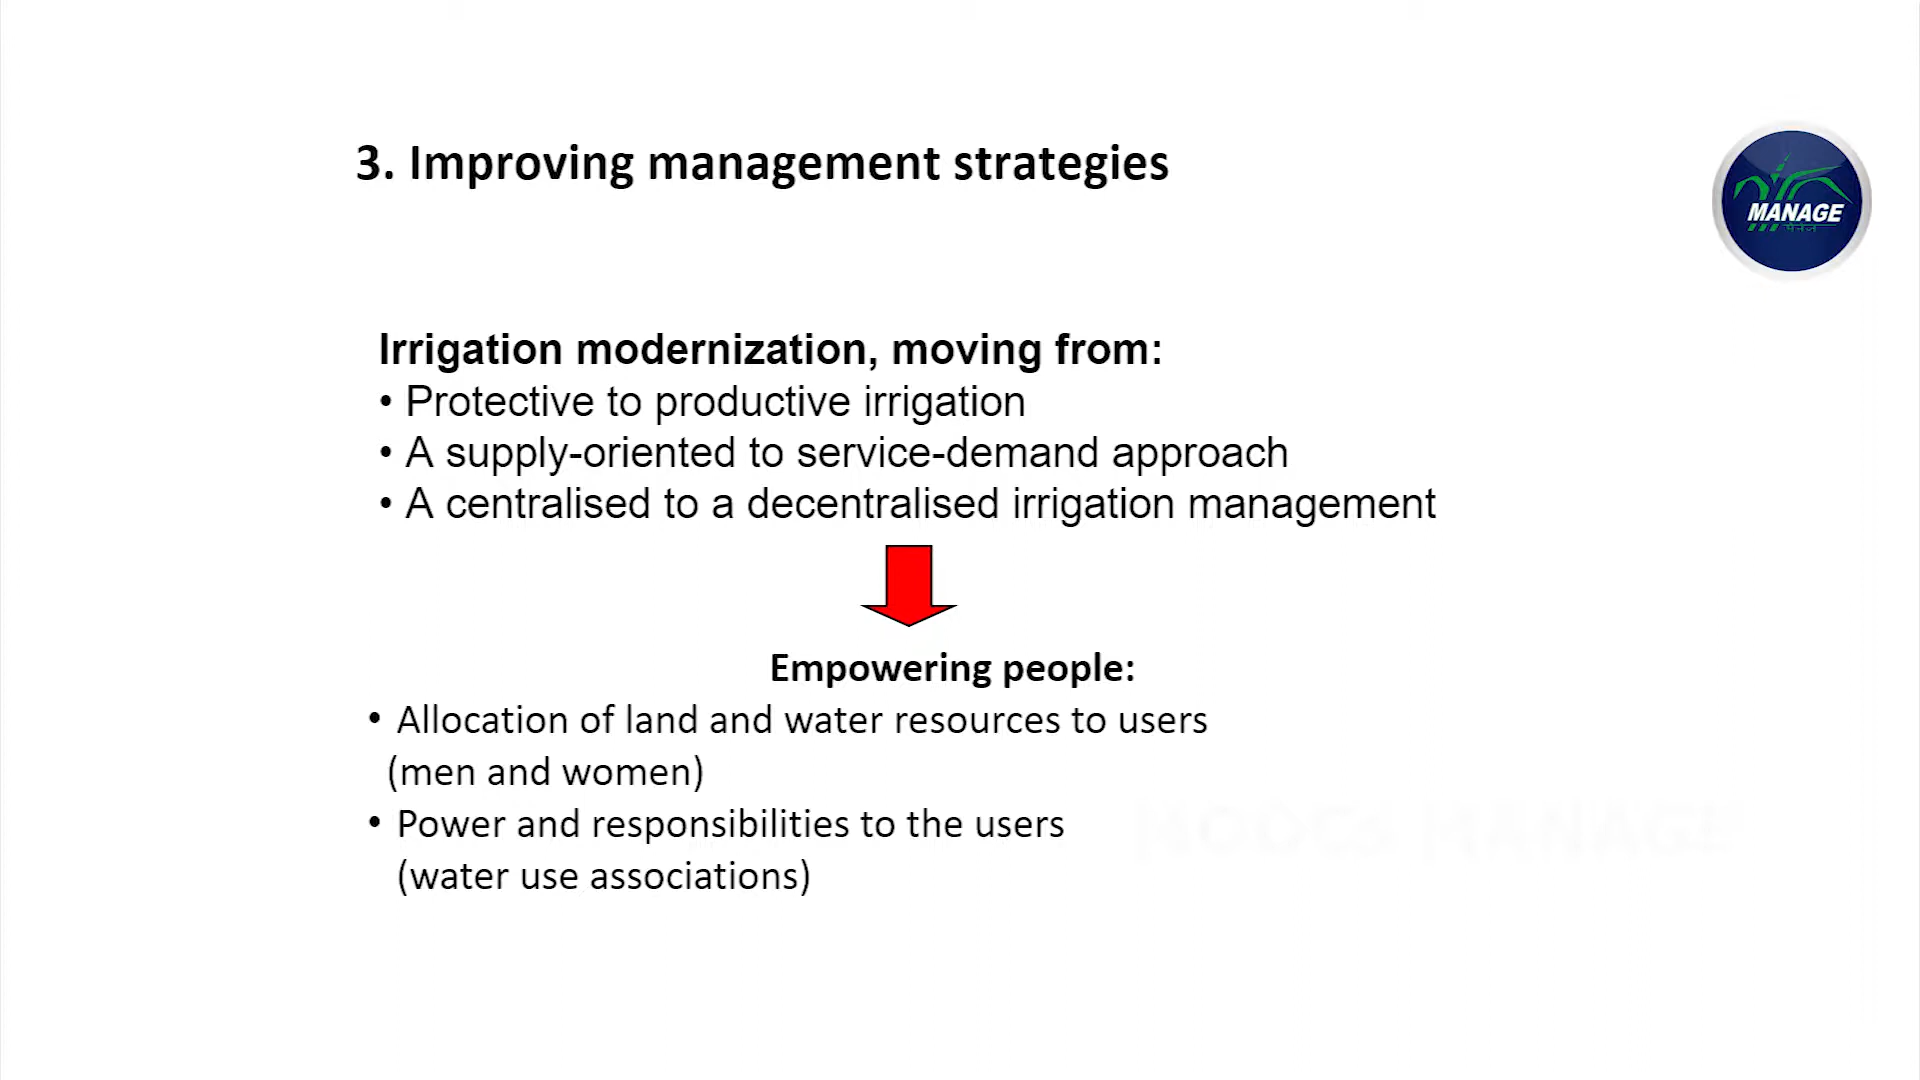 3. Improving management strategies
MANAGE
मैनेज
Irrigation modernization, moving from:
• Protective to productive irrigation
• A supply-oriented to service-demand approach
• A centralised to a decentralised irrigation management
Empowering people:
• Allocation of land and water resources to users
(men and women)
• Power and responsibilities to the users
(water use associations)
MOOCs MANAGE